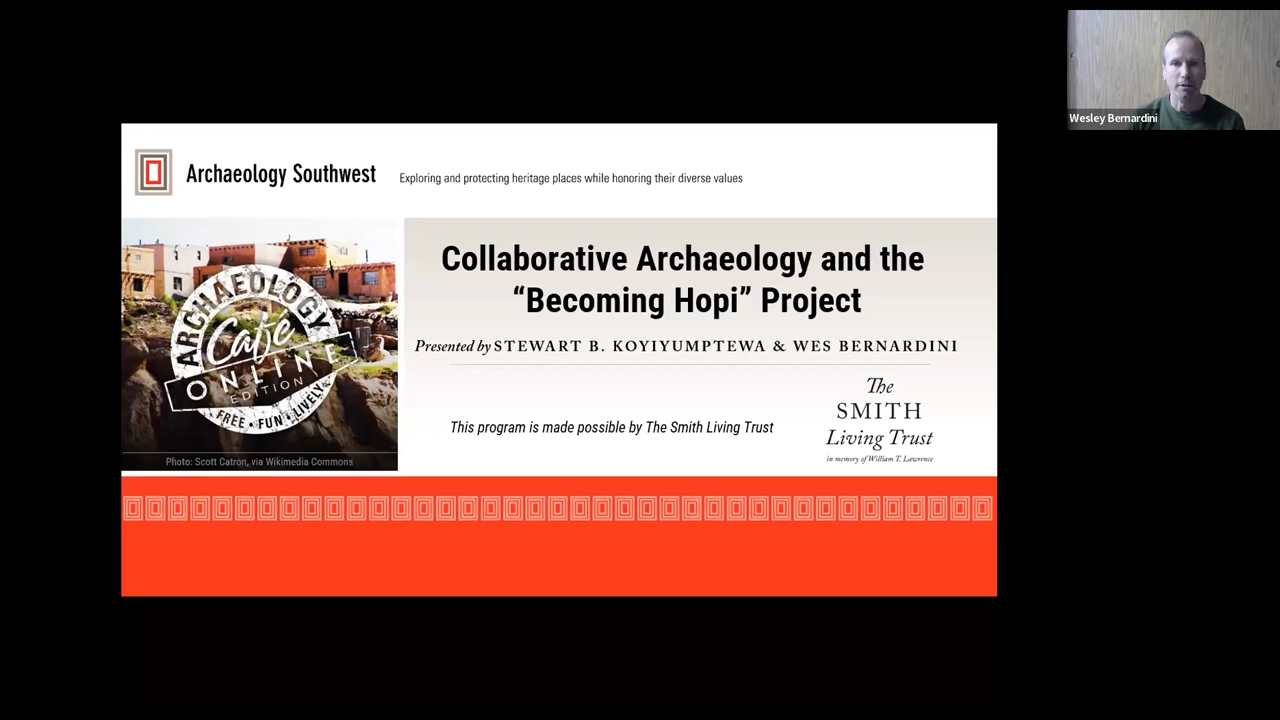 Wesley Bernardini
Archaeology Southwest
Exploring and protecting heritage places while honoring their diverse values
ARCHAEOLOGY
Café
ONLINE
EDITION
FREE • FUN • LIVELY
Photo: Scott Catron, via Wikimedia Commons
Collaborative Archaeology and the
“Becoming Hopi” Project
Presented by STEWART B. KOYIYUMPTEWA & WES BERNARDINI
This program is made possible by The Smith Living Trust
The
SMITH
Living Trust
in memory of William T. Lawrence